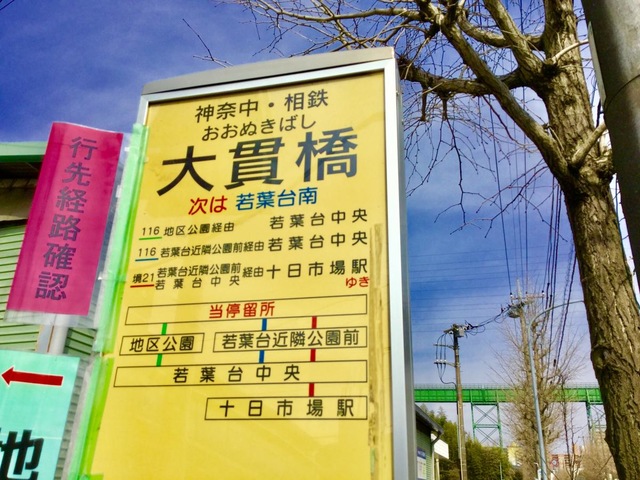 神奈中・相鉄
おおぬきばし
大貫橋
次は 若葉台南
116 地区公園経由 若葉台中央
116 若葉台近隣公園前経由 若葉台中央
境21 若葉台近隣公園前 若葉台中央 経由 十日市場駅
ゆき
当停留所
地区公園 若葉台近隣公園前
若葉台中央
十日市場駅
行先経路確認
地